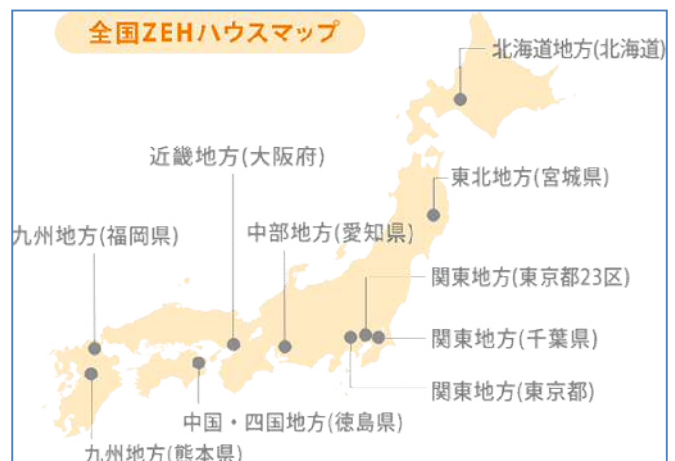 全国ZEHハウスマップ
北海道地方(北海道)
近畿地方(大阪府)
東北地方(宮城県)
九州地方(福岡県)
中部地方(愛知県)
関東地方(東京都23区)
関東地方(千葉県)
関東地方(東京都)
中国・四国地方(徳島県)
九州地方(熊本県)